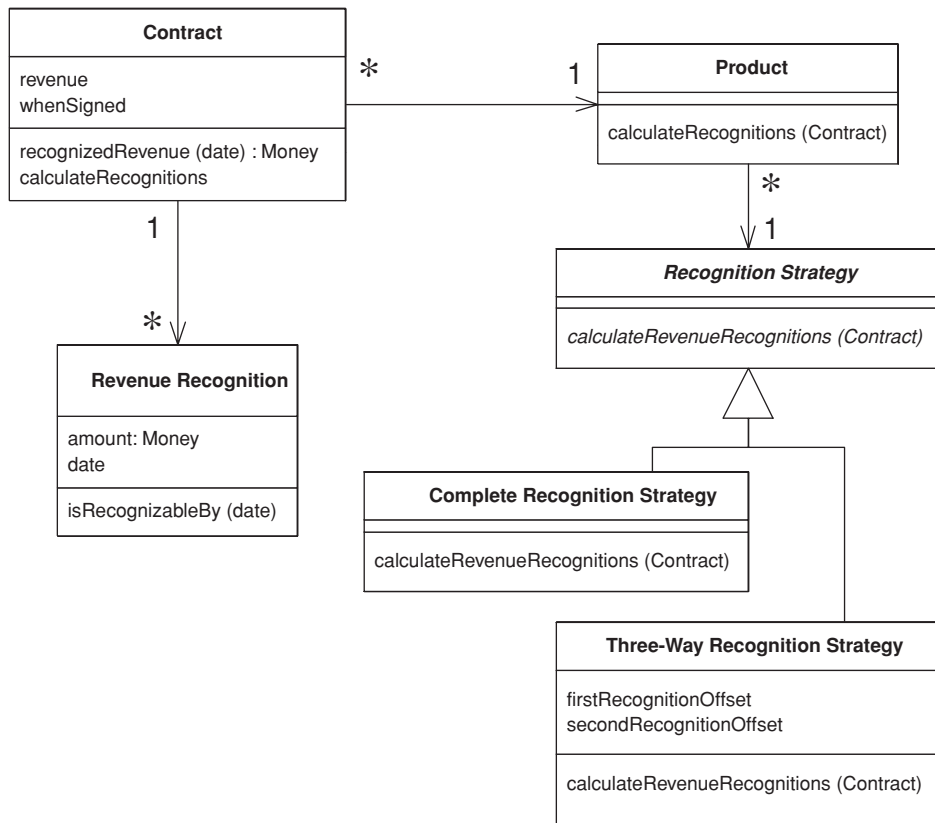 Contract
revenue
whenSigned
recognizedRevenue (date) : Money
calculateRecognitions
* 1
Product
calculateRecognitions (Contract)
*
1
Recognition Strategy
calculateRevenueRecognitions (Contract)
1
*
Revenue Recognition
amount: Money
date
isRecognizableBy (date)
Complete Recognition Strategy
calculateRevenueRecognitions (Contract)
Three-Way Recognition Strategy
firstRecognitionOffset
secondRecognitionOffset
calculateRevenueRecognitions (Contract)